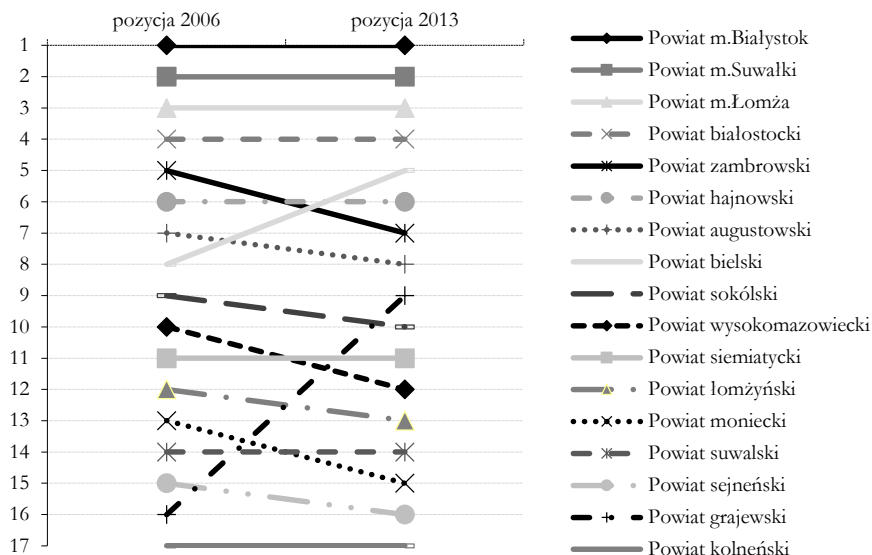 pozycja 2006 pozycja 2013
1
2
3
4
5
6
7
8
9
10
11
12
13
14
15
16
17
Powiat m.Białystok
Powiat m.Suwałki
Powiat m.Łomża
Powiat białostocki
Powiat zambrowski
Powiat hajnowski
Powiat augustowski
Powiat bielski
Powiat sokólski
Powiat wysokomazowiecki
Powiat siemiatycki
Powiat łomżyński
Powiat moniecki
Powiat suwalski
Powiat sejneński
Powiat grajewski
Powiat kolneński